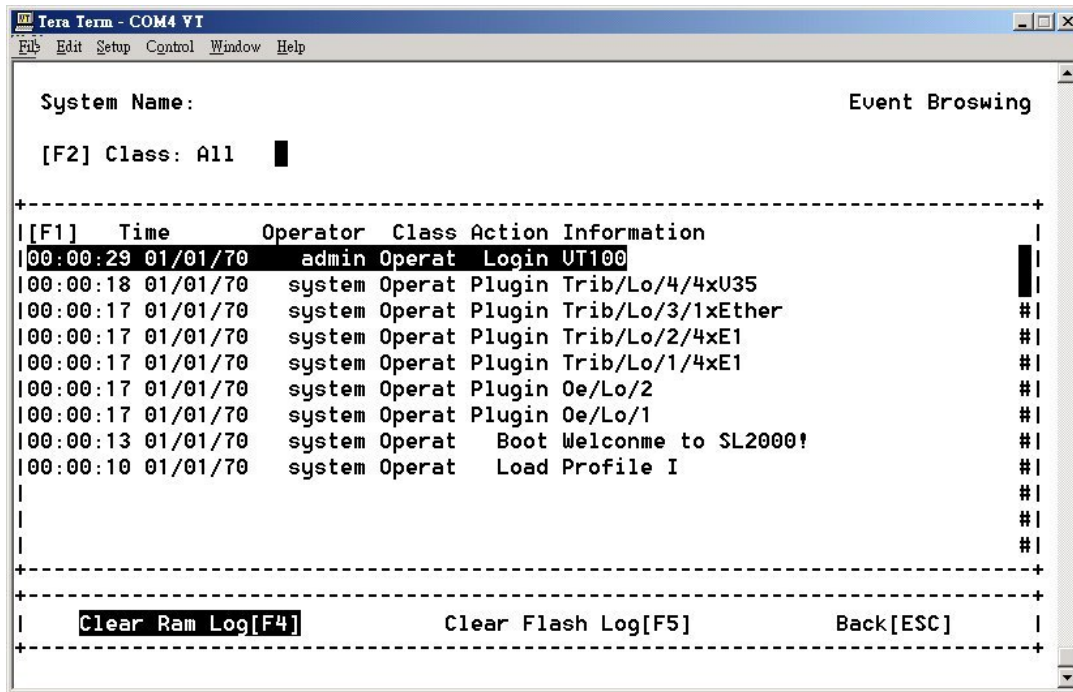 Tera Term - COM4 VT
File Edit Setup Control Window Help
System Name: Event Broswing
[F2] Class: All
[F1] Time Operator Class Action Information
00:00:29 01/01/70 admin Operat Login VT100
00:00:18 01/01/70 system Operat Plugin Trib/Lo/4/4xV35
00:00:17 01/01/70 system Operat Plugin Trib/Lo/3/1xEther
00:00:17 01/01/70 system Operat Plugin Trib/Lo/2/4xE1
00:00:17 01/01/70 system Operat Plugin Trib/Lo/1/4xE1
00:00:17 01/01/70 system Operat Plugin Oe/Lo/2
00:00:17 01/01/70 system Operat Plugin Oe/Lo/1
00:00:13 01/01/70 system Operat Boot Welconme to SL2000!
00:00:10 01/01/70 system Operat Load Profile I
Clear Ram Log[F4] Clear Flash Log[F5] Back[ESC]